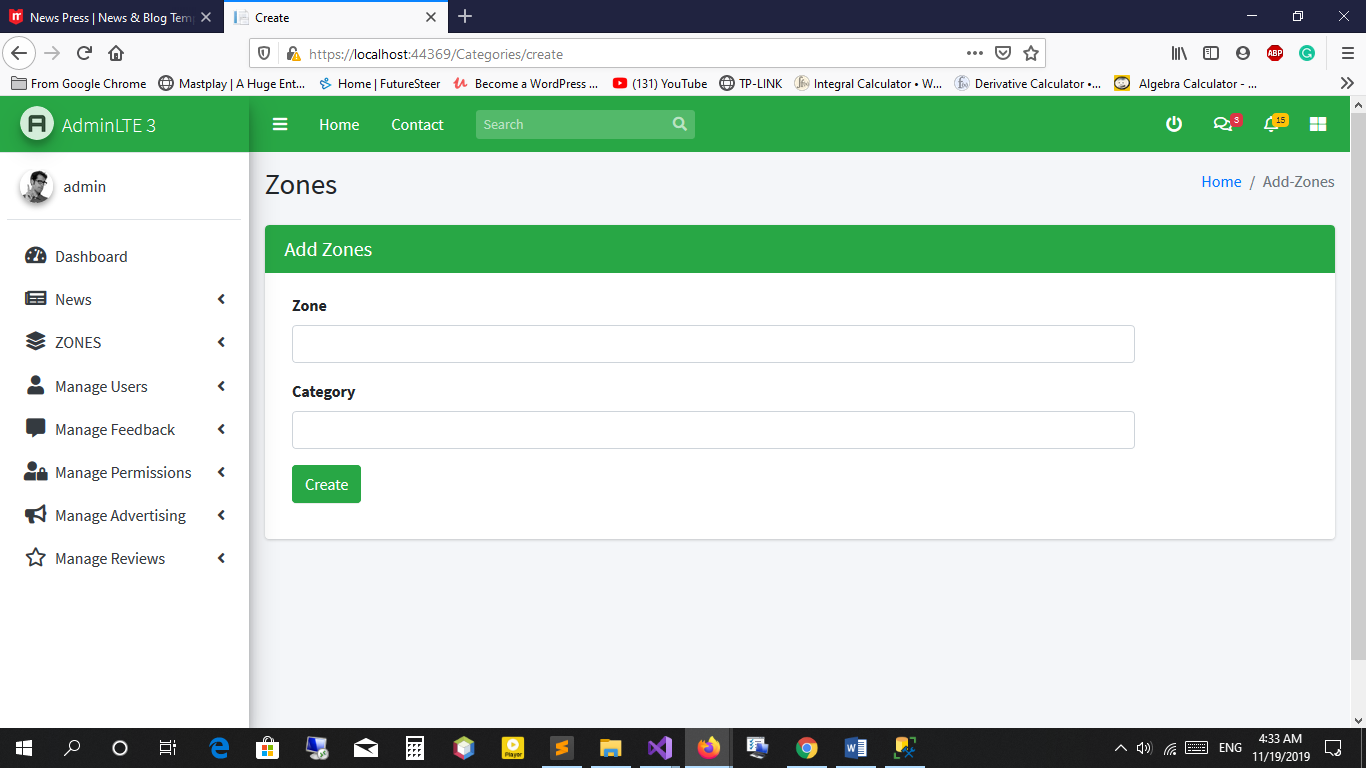 News Press | News & Blog Tem
Create
https://localhost:44369/Categories/create
ABP
From Google Chrome
Mastplay | A Huge Ent...
Home | FutureSteer
Become a WordPress ...
(131) YouTube
TP-LINK
Integral Calculator • W...
Derivative Calculator •...
Algebra Calculator - ...
AdminLTE 3
Home
Contact
Search
3
15
admin
Zones
Home / Add-Zones
Dashboard
News
ZONES
Manage Users
Manage Feedback
Manage Permissions
Manage Advertising
Manage Reviews
Add Zones
Zone
Category
Create
Player
ENG
4:33 AM
11/19/2019